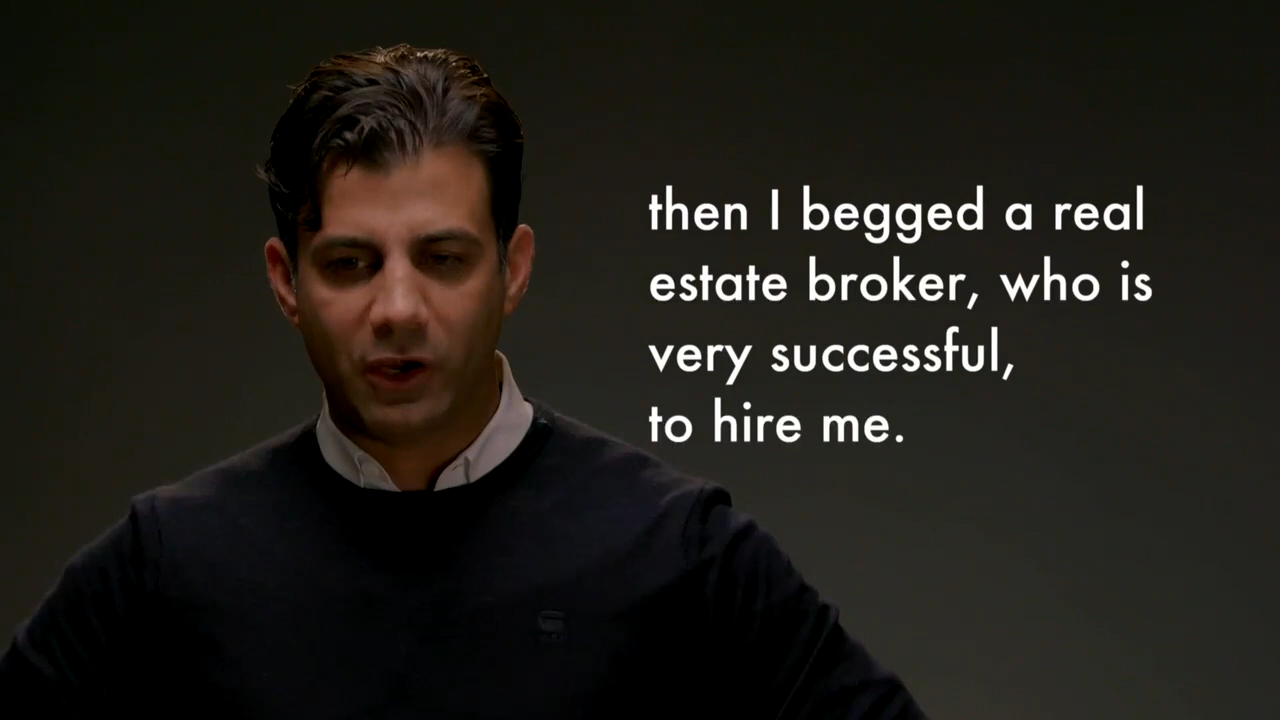 then I begged a real
estate broker, who is
very successful,
to hire me.